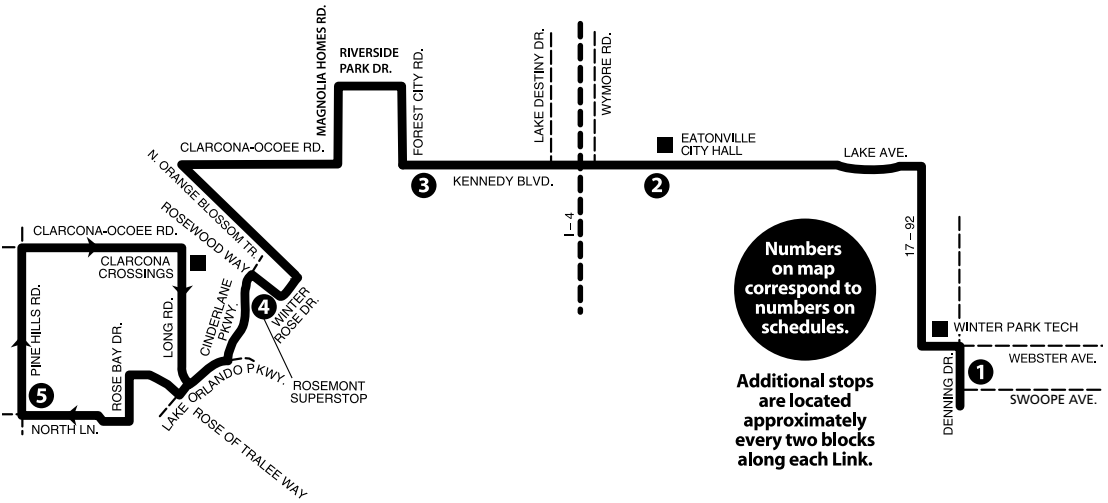 MAGNOLIA HOMES RD.
RIVERSIDE
PARK DR.
FOREST CITY RD.
LAKE DESTINY DR.
WYMORE RD.
EATONVILLE
CITY HALL
CLARCONA-OCOEE RD.
LAKE AVE.
N. ORANGE BLOSSOM TR.
3
KENNEDY BLVD.
2
I – 4
17 – 92
ROSEWOOD WAY
CLARCONA-OCOEE RD.
CLARCONA
CROSSINGS
Numbers
on map
correspond to
numbers on
schedules.
4
WINTER
ROSE DR.
CINDERLANE
PKWY.
LONG RD.
PINE HILLS RD.
ROSE BAY DR.
WINTER PARK TECH
WEBSTER AVE.
1
DENNING DR.
SWOOPE AVE.
LAKE ORLANDO PKWY.
ROSEMONT
SUPERSTOP
5
NORTH LN.
ROSE OF TRALEE WAY
Additional stops
are located
approximately
every two blocks
along each Link.